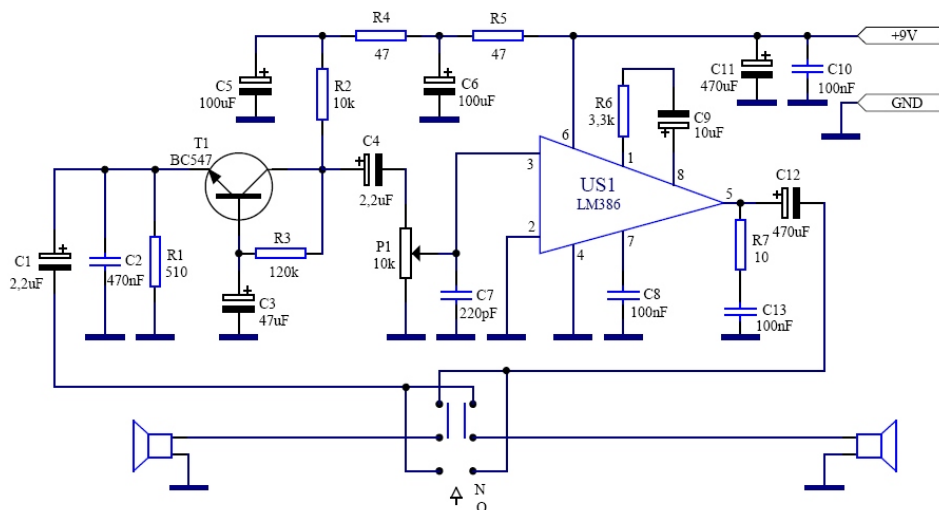 R4
47
R5
47
+9V
C5
100uF
R2
10k
C6
100uF
C11
470uF
C10
100nF
GND
R6
3,3k
C9
10uF
T1
BC547
C4
2,2uF
6
3
1
8
US1
LM386
5
C12
470uF
2
4
7
P1
10k
R3
120k
C1
2,2uF
C2
470nF
R1
510
C3
47uF
C7
220pF
C8
100nF
R7
10
C13
100nF
N
O